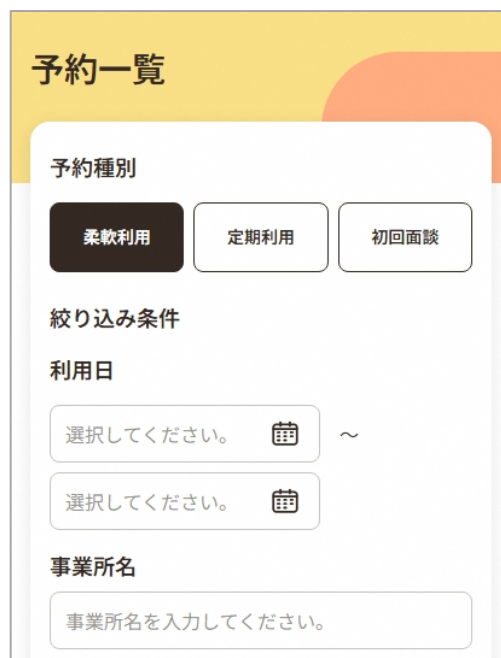 予約一覧
予約種別
柔軟利用 定期利用 初回面談
絞り込み条件
利用日
選択してください。 ～
選択してください。
事業所名
事業所名を入力してください。